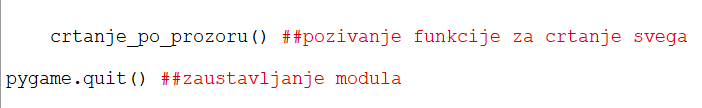 crtanje_po_prozoru() ##pozivanje funkcije za crtanje svega
pygame.quit() ##zaustavljanje modula